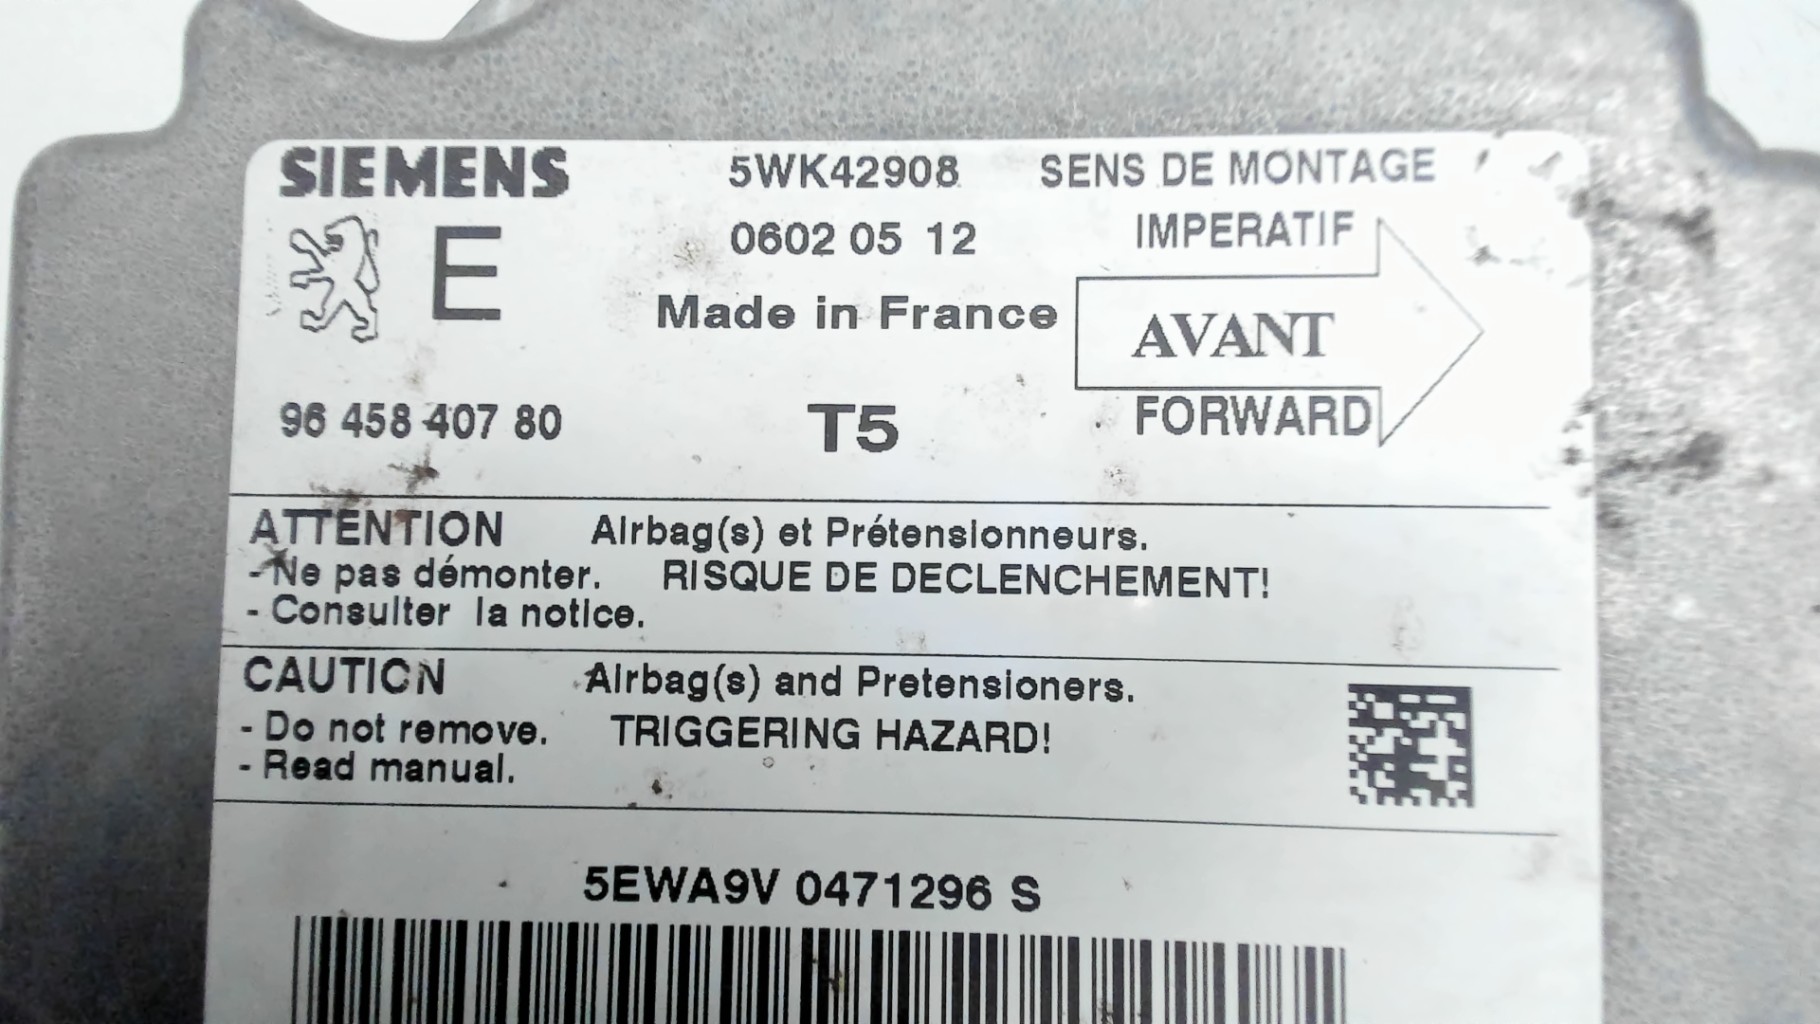 SIEMENS 5WK42908 SENS DE MONTAGE
E 0602 05 12 IMPERATIF
Made in France AVANT
96 458 407 80 T5 FORWARD
ATTENTION Airbag(s) et Prétensionneurs.
- Ne pas démonter. RISQUE DE DECLENCHEMENT!
- Consulter la notice.
CAUTION Airbag(s) and Pretensioners.
- Do not remove. TRIGGERING HAZARD!
- Read manual.
5EWA9V 0471296 S